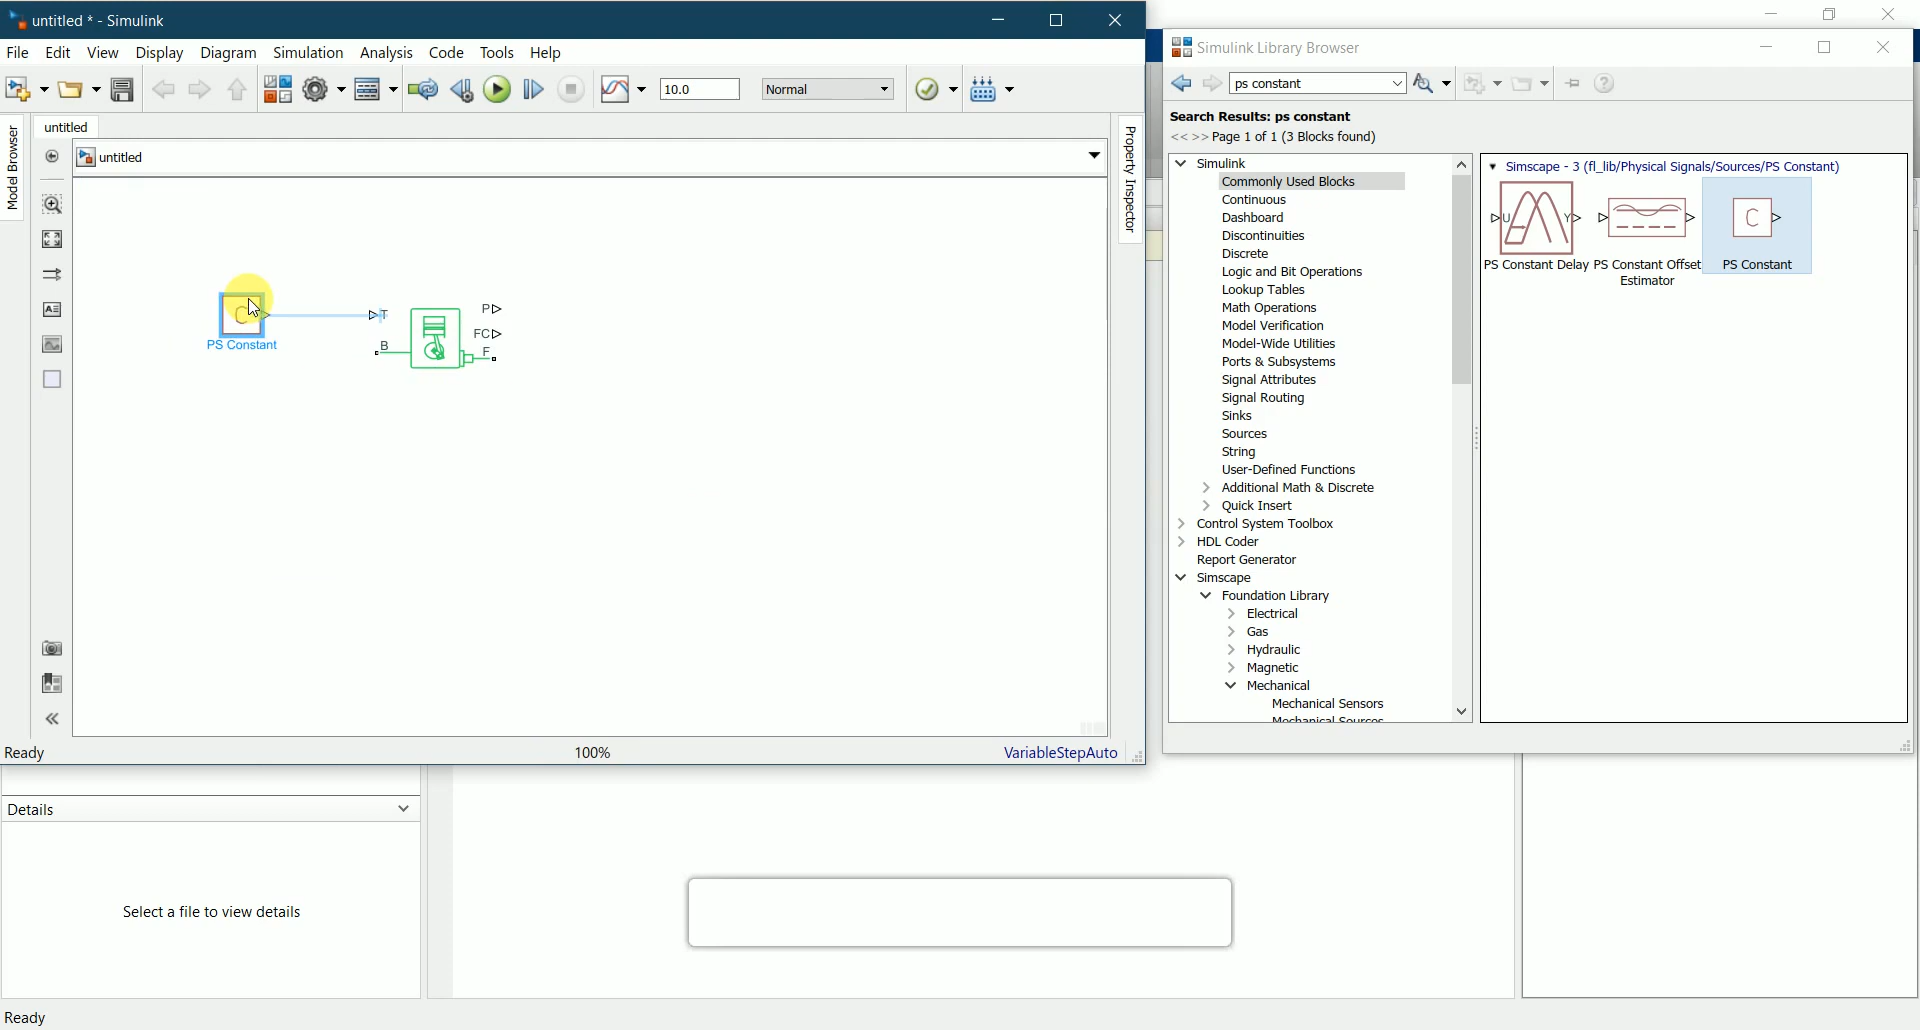 untitled * - Simulink
File Edit View Display Diagram Simulation Analysis Code Tools Help
10.0 Normal
Model Browser
untitled
untitled
Property Inspector
C
PS Constant
T
B
P
FC
F
Ready 100% VariableStepAuto
Details
Select a file to view details
Ready
Simulink Library Browser
ps constant
Search Results: ps constant
<< >> Page 1 of 1 (3 Blocks found)
Simulink
Commonly Used Blocks
Continuous
Dashboard
Discontinuities
Discrete
Logic and Bit Operations
Lookup Tables
Math Operations
Model Verification
Model-Wide Utilities
Ports & Subsystems
Signal Attributes
Signal Routing
Sinks
Sources
String
User-Defined Functions
Additional Math & Discrete
Quick Insert
Control System Toolbox
HDL Coder
Report Generator
Simscape
Foundation Library
Electrical
Gas
Hydraulic
Magnetic
Mechanical
Mechanical Sensors
Mechanical Sources
Simscape - 3 (fl_lib/Physical Signals/Sources/PS Constant)
U Y
C
PS Constant Delay
PS Constant Offset
Estimator
PS Constant